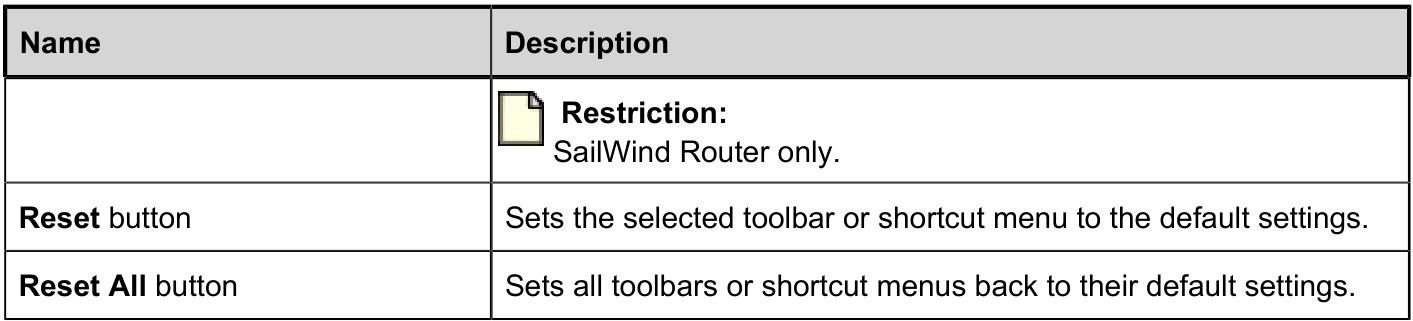 Name Description
Restriction:
SailWind Router only.
Reset button Sets the selected toolbar or shortcut menu to the default settings.
Reset All button Sets all toolbars or shortcut menus back to their default settings.